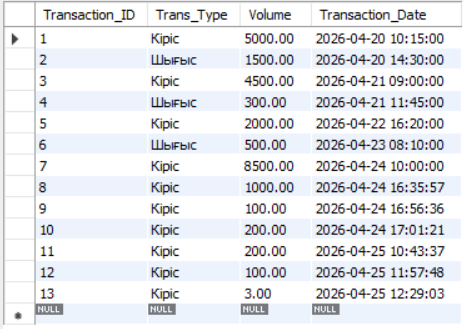 Transaction_ID Trans_Type Volume Transaction_Date
1 Кіріс 5000.00 2026-04-20 10:15:00
2 Шығыс 1500.00 2026-04-20 14:30:00
3 Кіріс 4500.00 2026-04-21 09:00:00
4 Шығыс 300.00 2026-04-21 11:45:00
5 Кіріс 2000.00 2026-04-22 16:20:00
6 Шығыс 500.00 2026-04-23 08:10:00
7 Кіріс 8500.00 2026-04-24 10:00:00
8 Кіріс 1000.00 2026-04-24 16:35:57
9 Кіріс 100.00 2026-04-24 16:56:36
10 Кіріс 200.00 2026-04-24 17:01:21
11 Кіріс 200.00 2026-04-25 10:43:37
12 Кіріс 100.00 2026-04-25 11:57:48
13 Кіріс 3.00 2026-04-25 12:29:03
NULL NULL NULL NULL